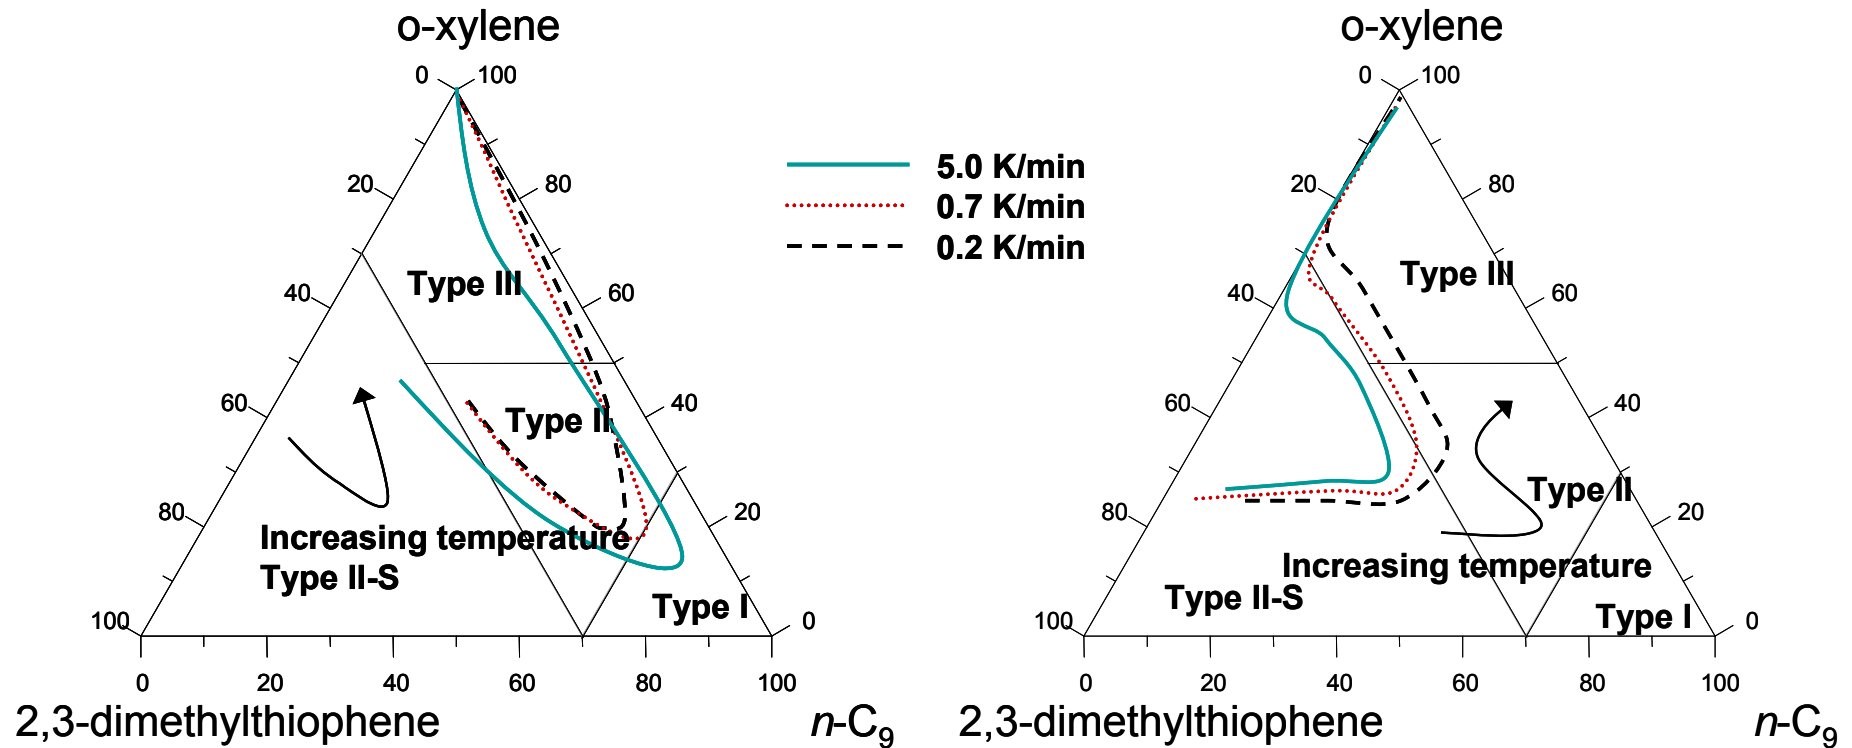 o-xylene
0 100
20 80
Type III
40 60
60 Type II 40
80 20
Increasing temperature
Type II-S
Type I
100 0
0 20 40 60 80 100
2,3-dimethylthiophene n-C9
5.0 K/min
0.7 K/min
0.2 K/min
o-xylene
0 100
20 80
Type III
40 60
60 40
Type II
80 20
Increasing temperature
Type II-S
Type I
100 0
0 20 40 60 80 100
2,3-dimethylthiophene n-C9